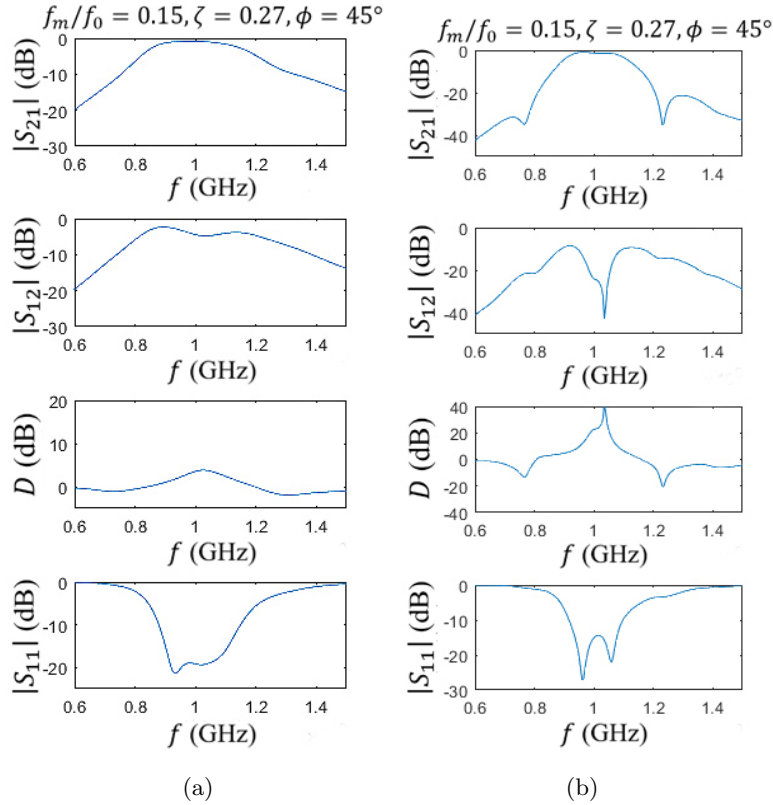 f_m/f_0 = 0.15, ζ = 0.27, ϕ = 45°
|S_21| (dB)
0
-10
-20
-30
0.6 0.8 1 1.2 1.4
f (GHz)
|S_12| (dB)
0
-10
-20
-30
0.6 0.8 1 1.2 1.4
f (GHz)
D (dB)
20
10
0
0.6 0.8 1 1.2 1.4
f (GHz)
|S_11| (dB)
0
-10
-20
0.6 0.8 1 1.2 1.4
f (GHz)
(a)
f_m/f_0 = 0.15, ζ = 0.27, ϕ = 45°
|S_21| (dB)
0
-20
-40
0.6 0.8 1 1.2 1.4
f (GHz)
|S_12| (dB)
0
-20
-40
0.6 0.8 1 1.2 1.4
f (GHz)
D (dB)
40
20
0
-20
-40
0.6 0.8 1 1.2 1.4
f (GHz)
|S_11| (dB)
0
-10
-20
-30
0.6 0.8 1 1.2 1.4
f (GHz)
(b)